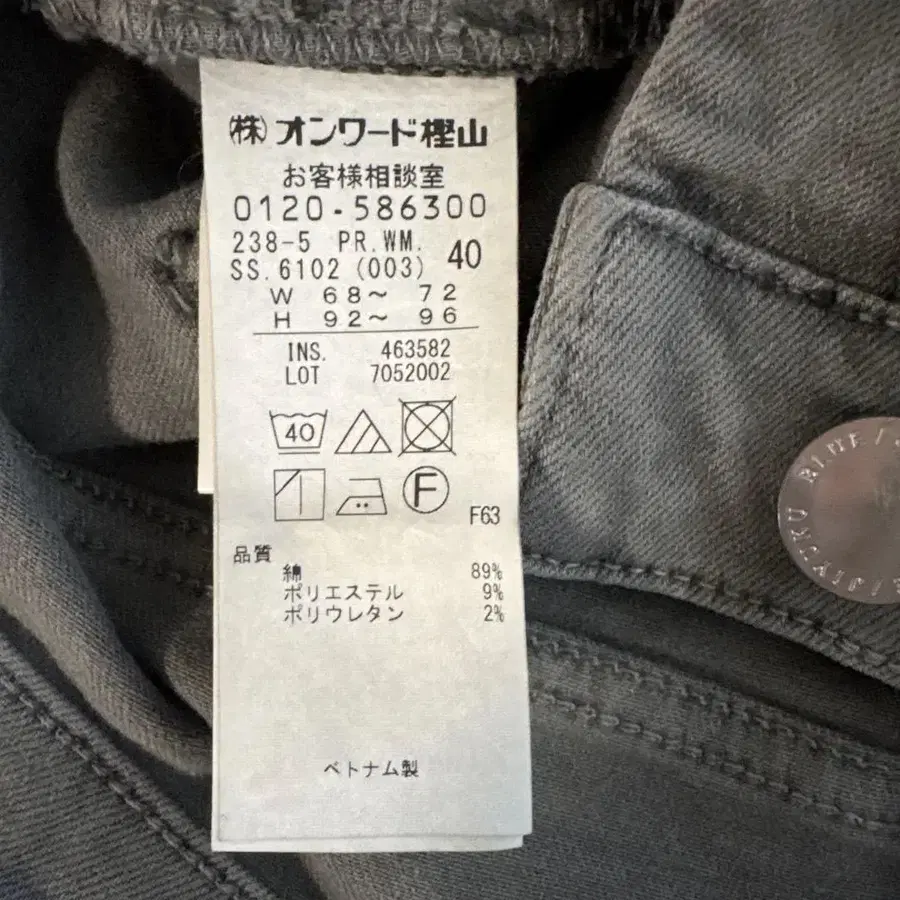 ㈱オンワード樫山
お客様相談室
0120-586300
238-5 PR.WM.
SS.6102 (003) 40
W 68~ 72
H 92~ 96
INS. 463582
LOT 7052002
40
F
F63
品質
綿 89%
ポリエステル 9%
ポリウレタン 2%
ベトナム製